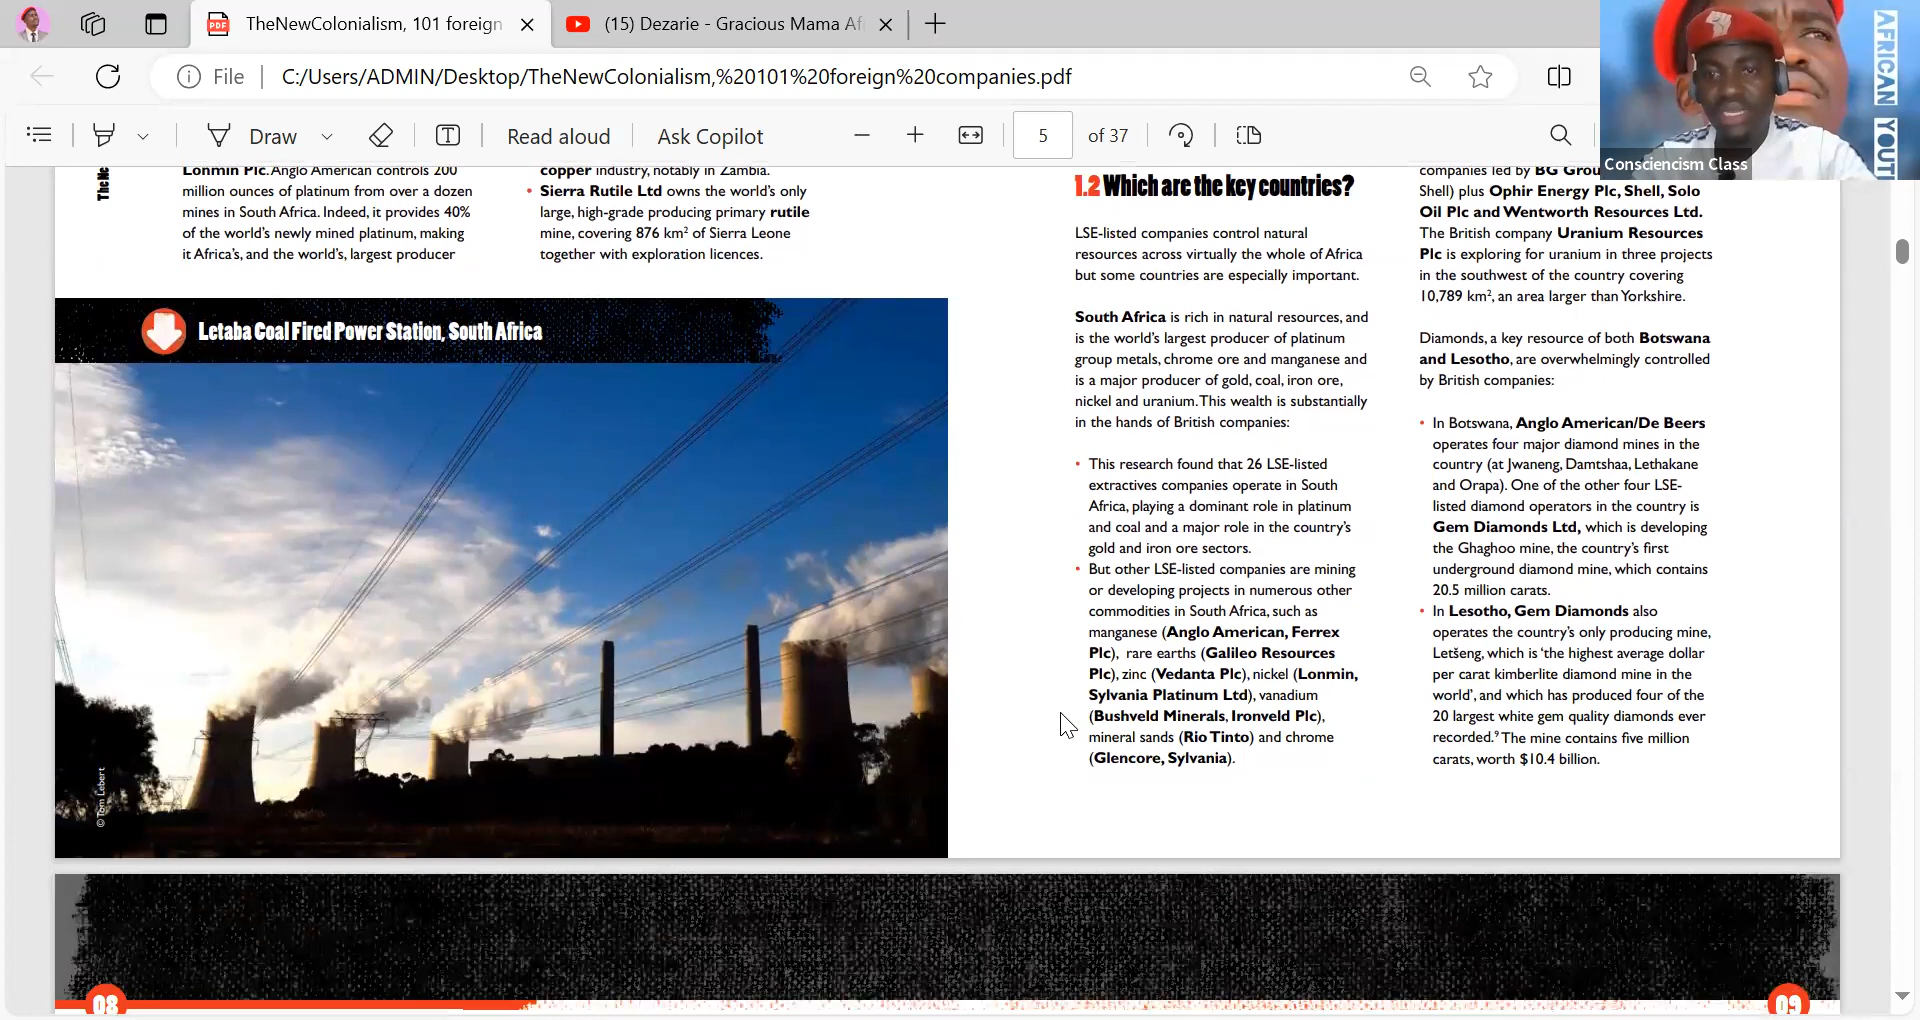 TheNewColonialism, 101 foreign
(15) Dezarie - Gracious Mama Af
File
C:/Users/ADMIN/Desktop/TheNewColonialism,%20101%20foreign%20companies.pdf
Draw
Read aloud
Ask Copilot
5
of 37
Consciencism Class
AFRICAN YOUT
The Ne
Lonmin Plc. Anglo American controls 200
million ounces of platinum from over a dozen
mines in South Africa. Indeed, it provides 40%
of the world's newly mined platinum, making
it Africa's, and the world's, largest producer
copper industry, notably in Zambia.
• Sierra Rutile Ltd owns the world's only
large, high-grade producing primary rutile
mine, covering 876 km² of Sierra Leone
together with exploration licences.
Letaba Coal Fired Power Station, South Africa
© Tom Lebert
1.2 Which are the key countries?
LSE-listed companies control natural
resources across virtually the whole of Africa
but some countries are especially important.
South Africa is rich in natural resources, and
is the world's largest producer of platinum
group metals, chrome ore and manganese and
is a major producer of gold, coal, iron ore,
nickel and uranium. This wealth is substantially
in the hands of British companies:
• This research found that 26 LSE-listed
extractives companies operate in South
Africa, playing a dominant role in platinum
and coal and a major role in the country's
gold and iron ore sectors.
• But other LSE-listed companies are mining
or developing projects in numerous other
commodities in South Africa, such as
manganese (Anglo American, Ferrex
Plc), rare earths (Galileo Resources
Plc), zinc (Vedanta Plc), nickel (Lonmin,
Sylvania Platinum Ltd), vanadium
(Bushveld Minerals, Ironveld Plc),
mineral sands (Rio Tinto) and chrome
(Glencore, Sylvania).
companies led by BG Grou
Shell) plus Ophir Energy Plc, Shell, Solo
Oil Plc and Wentworth Resources Ltd.
The British company Uranium Resources
Plc is exploring for uranium in three projects
in the southwest of the country covering
10,789 km², an area larger than Yorkshire.
Diamonds, a key resource of both Botswana
and Lesotho, are overwhelmingly controlled
by British companies:
• In Botswana, Anglo American/De Beers
operates four major diamond mines in the
country (at Jwaneng, Damtshaa, Lethakane
and Orapa). One of the other four LSE-
listed diamond operators in the country is
Gem Diamonds Ltd, which is developing
the Ghaghoo mine, the country's first
underground diamond mine, which contains
20.5 million carats.
• In Lesotho, Gem Diamonds also
operates the country's only producing mine,
Letšeng, which is 'the highest average dollar
per carat kimberlite diamond mine in the
world', and which has produced four of the
20 largest white gem quality diamonds ever
recorded.⁹ The mine contains five million
carats, worth $10.4 billion.
08
09